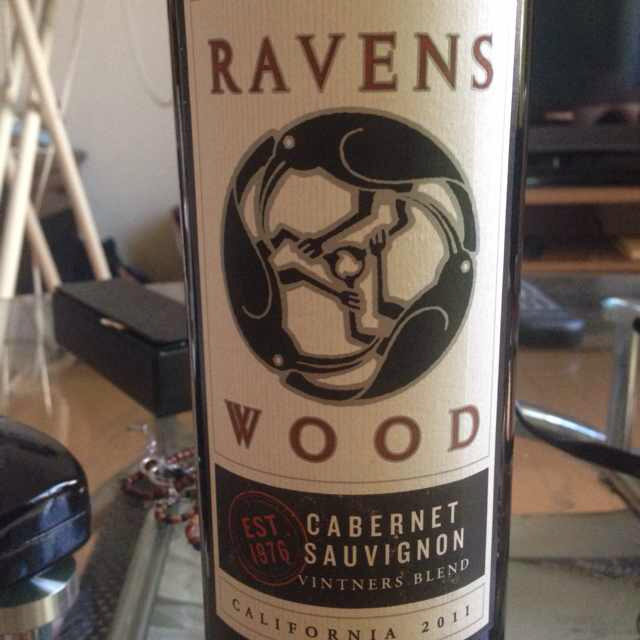 RAVENS
WOOD
EST
1976
CABERNET
SAUVIGNON
VINTNERS BLEND
CALIFORNIA 2011